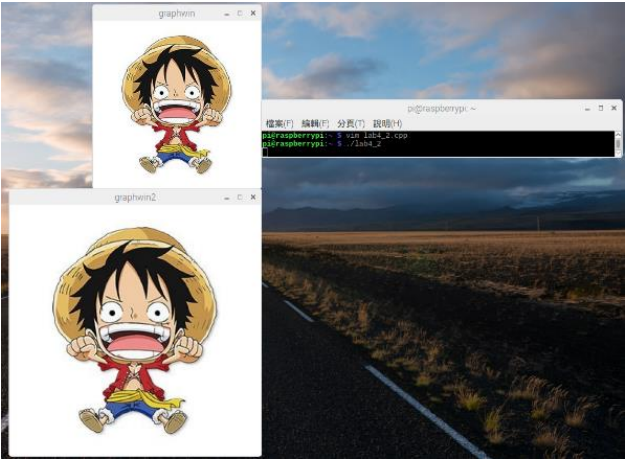 graphwin
pi@raspberrypi: ~
檔案(F) 編輯(E) 分頁(T) 說明(H)
pi@raspberrypi:~ $ vim lab4_2.cpp
pi@raspberrypi:~ $ ./lab4_2
graphwin2